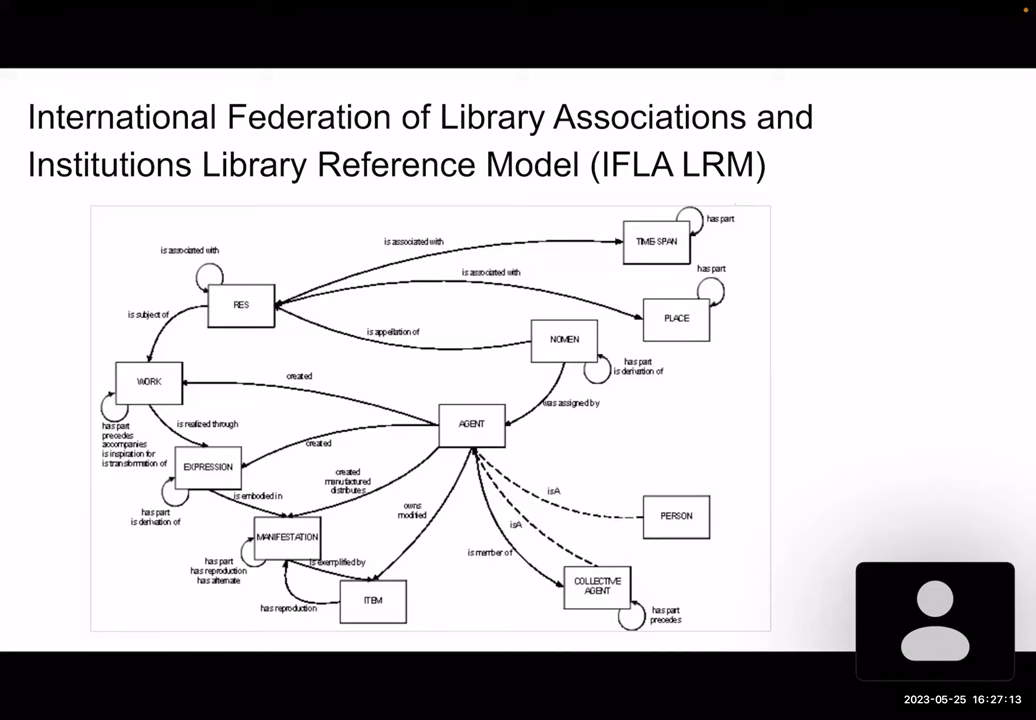 International Federation of Library Associations and
Institutions Library Reference Model (IFLA LRM)
has part
TIME-SPAN
is associated with
is associated with
has part
is associated with
RES
PLACE
is subject of
is appellation of
NOMEN
has part
is derivation of
WORK
created
was assigned by
has part
precedes
accompanies
is inspiration for
is transformation of
is realized through
AGENT
created
EXPRESSION
created
manufactured
distributes
is embodied in
isA
has part
is derivation of
owns
modified
PERSON
isA
MANIFESTATION
is member of
has part
has reproduction
has alternate
is exemplified by
COLLECTIVE
AGENT
ITEM
has reproduction
has part
precedes
2023-05-25 16:27:13